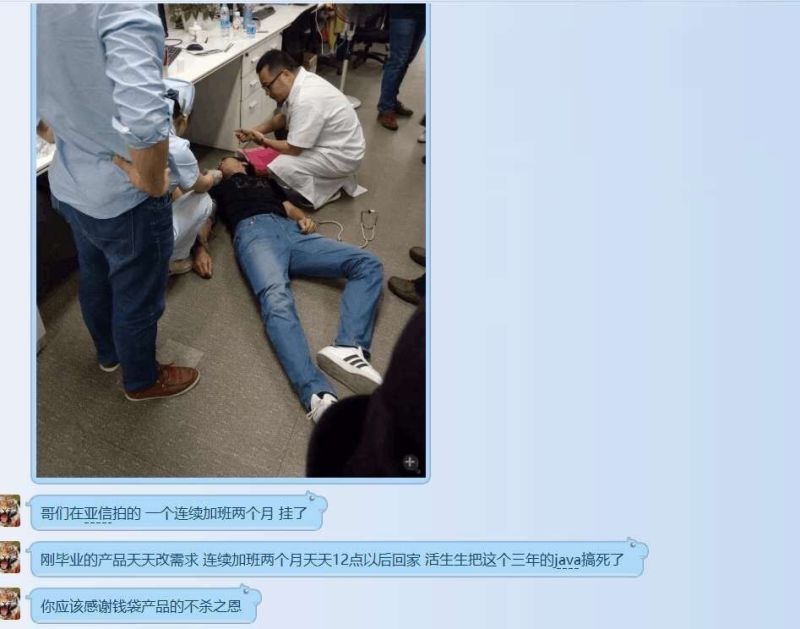 哥们在亚信拍的 一个连续加班两个月 挂了
刚毕业的产品天天改需求 连续加班两个月天天12点以后回家 活生生把这个三年的java搞死了
你应该感谢钱袋产品的不杀之恩